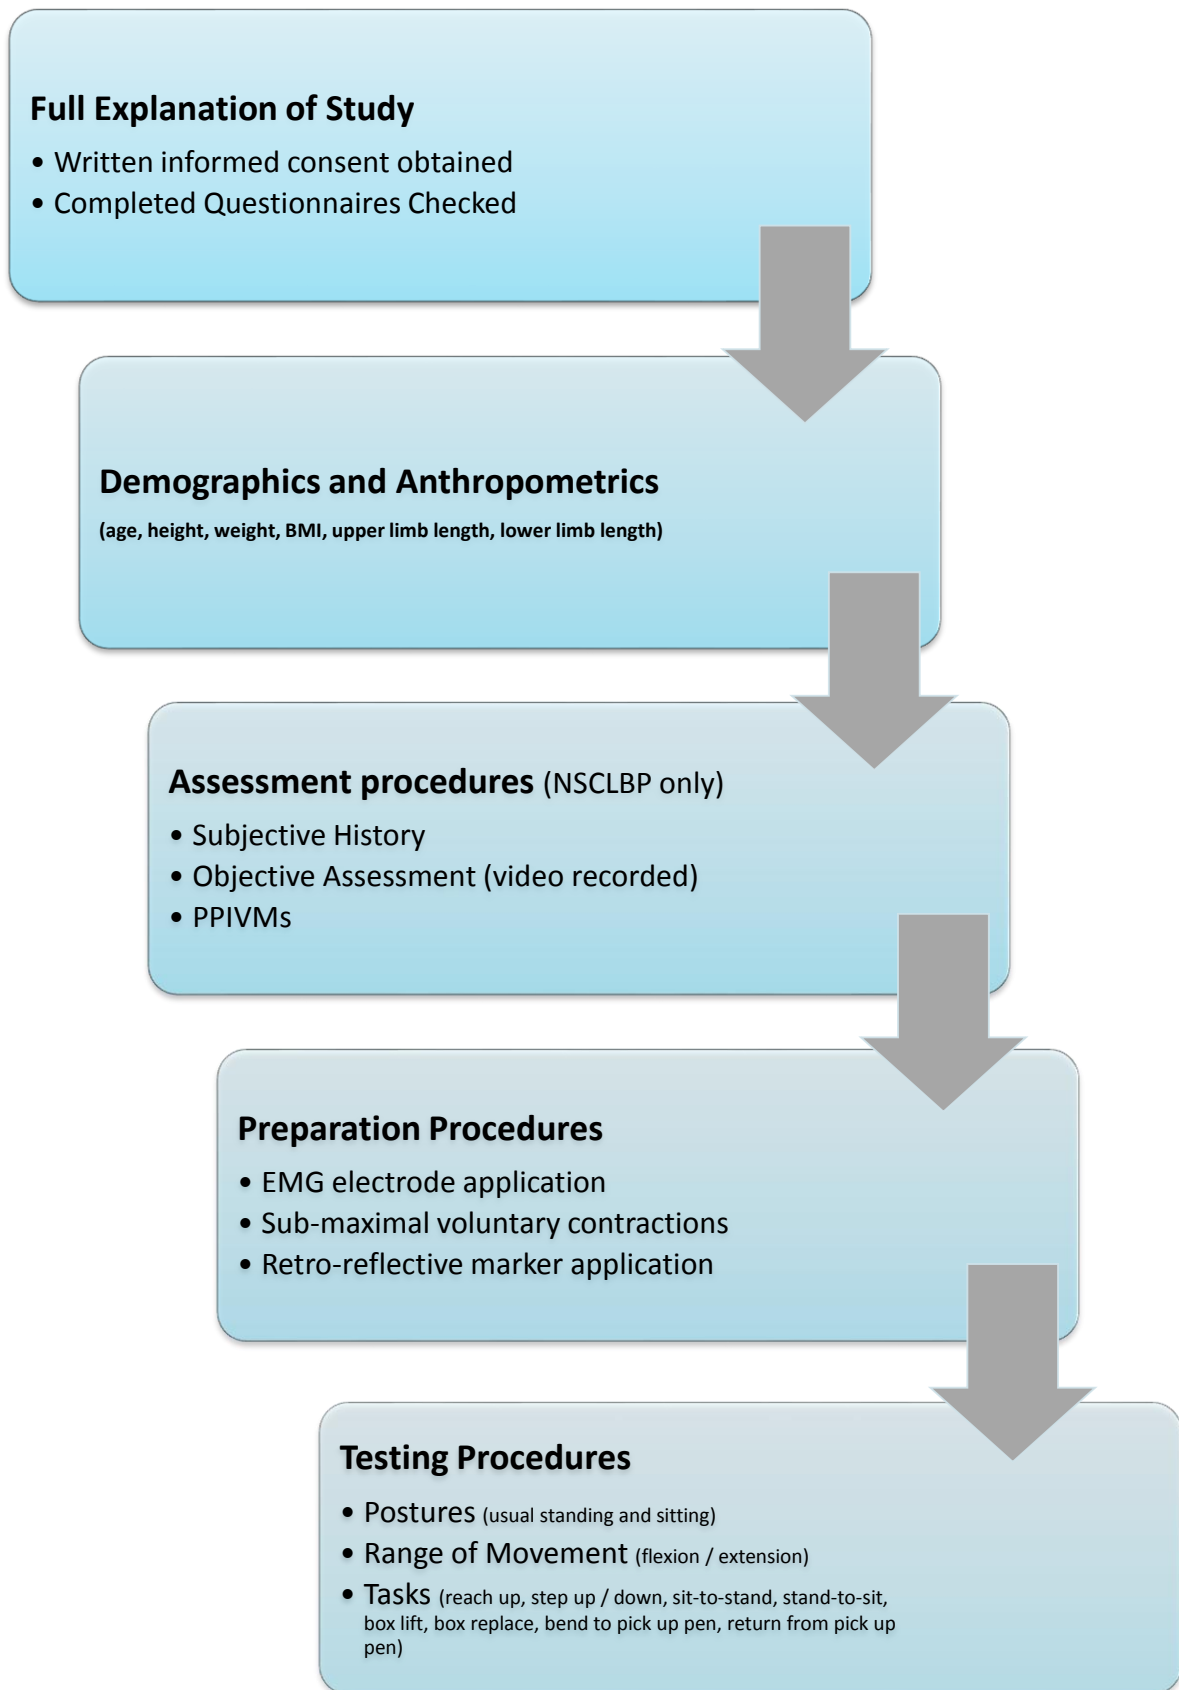 Full Explanation of Study
• Written informed consent obtained
• Completed Questionnaires Checked
Demographics and Anthropometrics
(age, height, weight, BMI, upper limb length, lower limb length)
Assessment procedures (NSCLBP only)
• Subjective History
• Objective Assessment (video recorded)
• PPIVMs
Preparation Procedures
• EMG electrode application
• Sub-maximal voluntary contractions
• Retro-reflective marker application
Testing Procedures
• Postures (usual standing and sitting)
• Range of Movement (flexion / extension)
• Tasks (reach up, step up / down, sit-to-stand, stand-to-sit,
box lift, box replace, bend to pick up pen, return from pick up
pen)